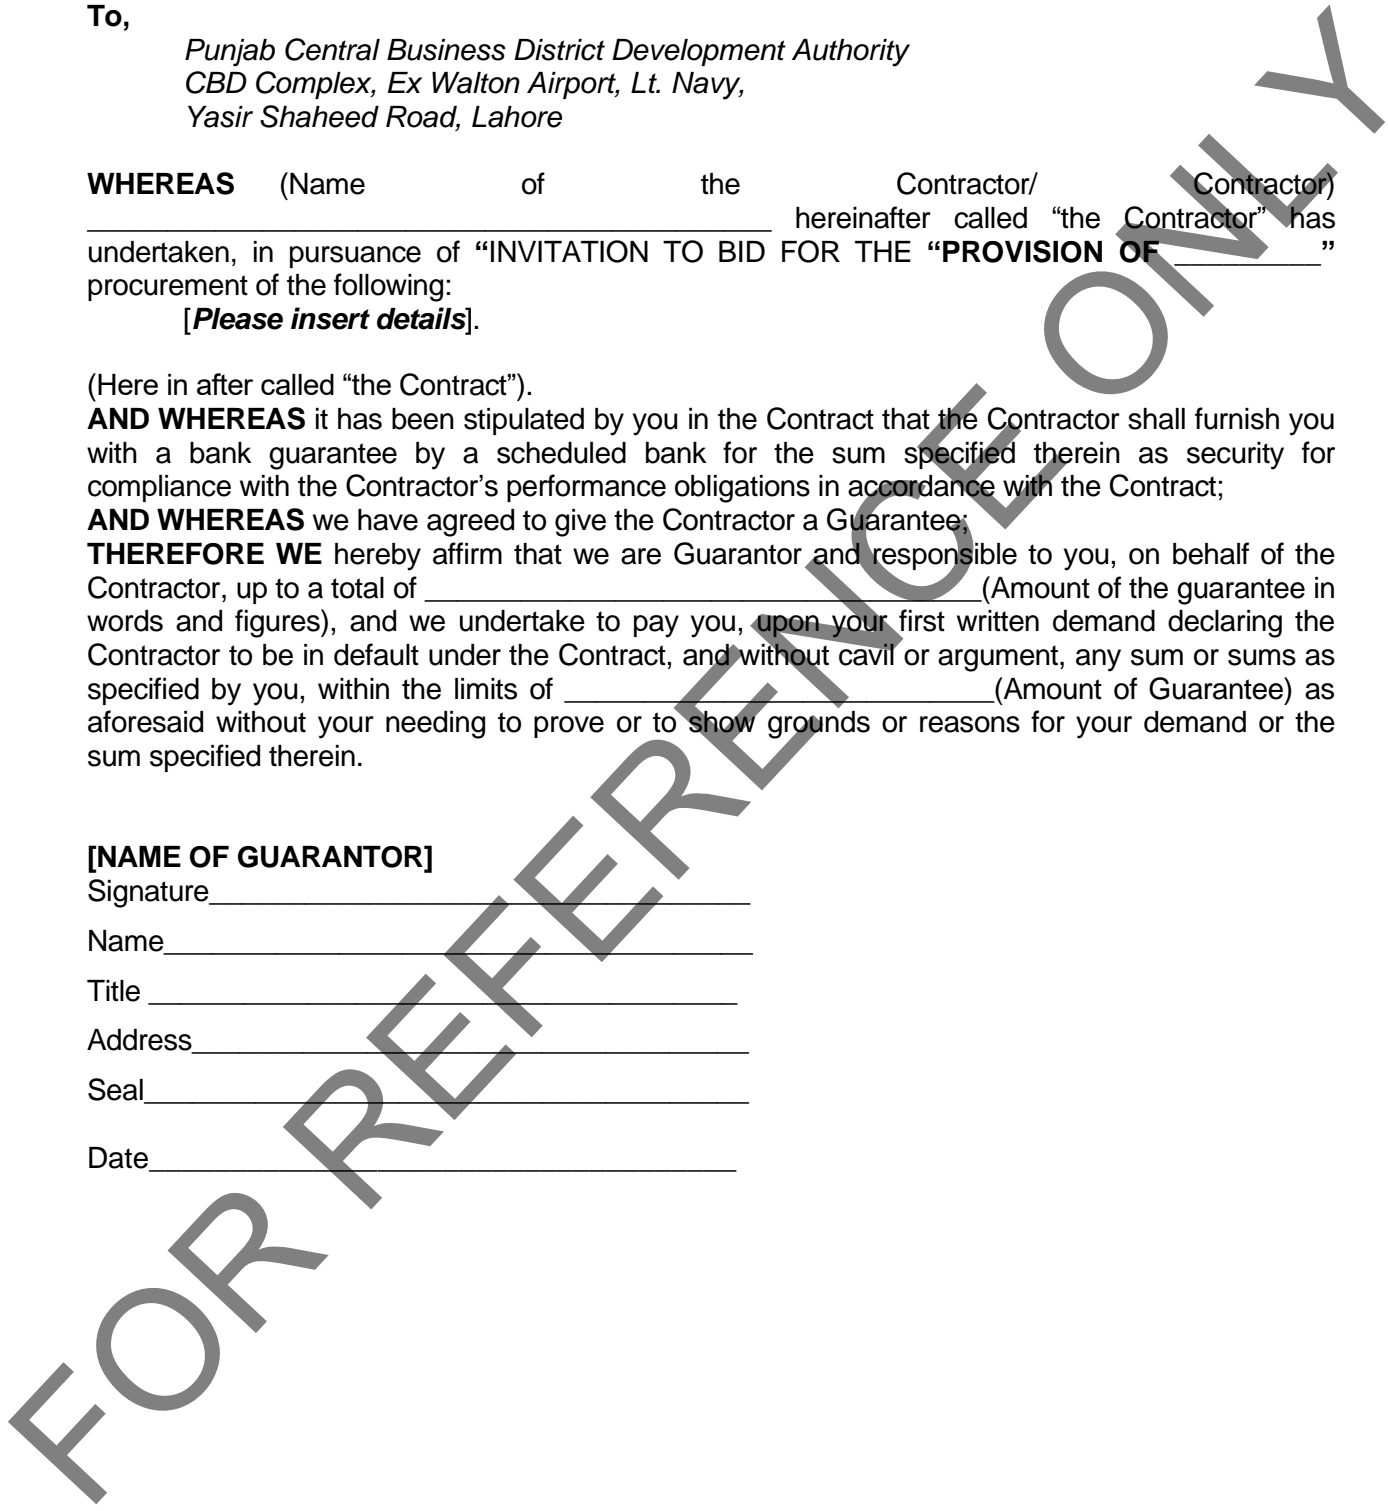 To,
Punjab Central Business District Development Authority
CBD Complex, Ex Walton Airport, Lt. Navy,
Yasir Shaheed Road, Lahore
WHEREAS (Name of the Contractor/ Contractor)
___________________________________________ hereinafter called “the Contractor” has
undertaken, in pursuance of “INVITATION TO BID FOR THE “PROVISION OF _________”
procurement of the following:
[Please insert details].
(Here in after called “the Contract”).
AND WHEREAS it has been stipulated by you in the Contract that the Contractor shall furnish you
with a bank guarantee by a scheduled bank for the sum specified therein as security for
compliance with the Contractor’s performance obligations in accordance with the Contract;
AND WHEREAS we have agreed to give the Contractor a Guarantee;
THEREFORE WE hereby affirm that we are Guarantor and responsible to you, on behalf of the
Contractor, up to a total of ___________________________________(Amount of the guarantee in
words and figures), and we undertake to pay you, upon your first written demand declaring the
Contractor to be in default under the Contract, and without cavil or argument, any sum or sums as
specified by you, within the limits of ___________________________(Amount of Guarantee) as
aforesaid without your needing to prove or to show grounds or reasons for your demand or the
sum specified therein.
[NAME OF GUARANTOR]
Signature__________________________________
Name_____________________________________
Title _____________________________________
Address___________________________________
Seal______________________________________
Date_____________________________________
FOR REFERENCE ONLY